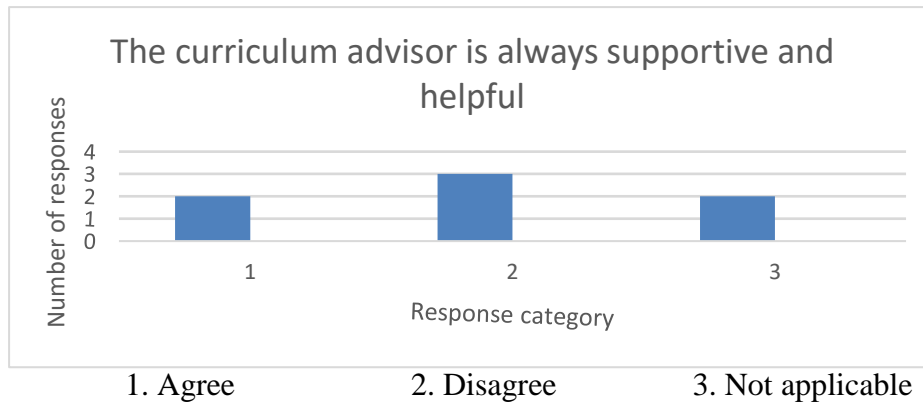 The curriculum advisor is always supportive and
helpful
Number of responses
4
3
2
1
0
1 2 3
Response category
1. Agree 2. Disagree 3. Not applicable